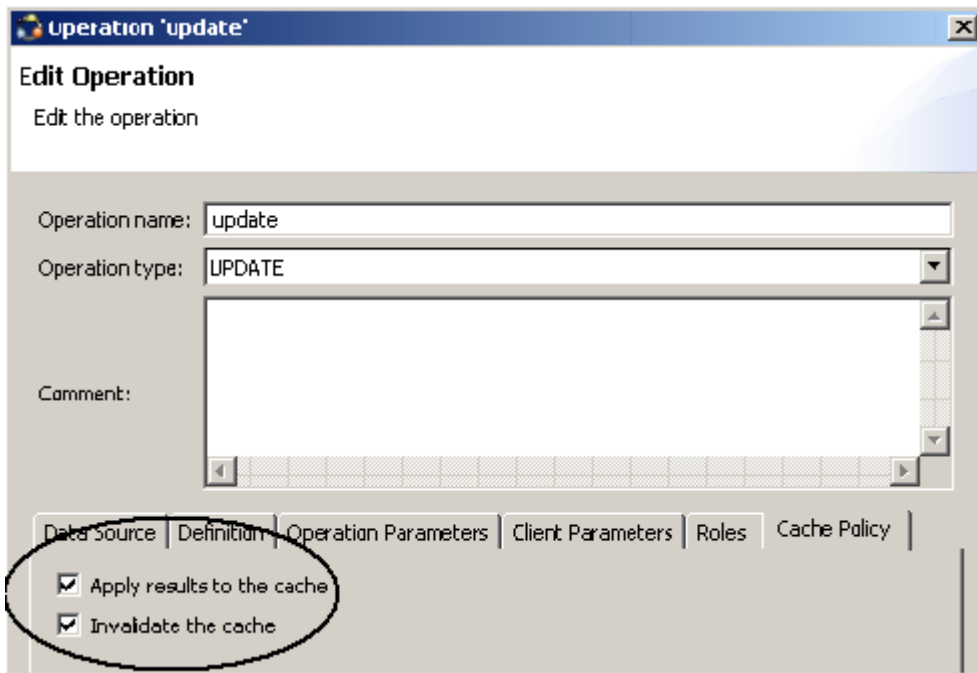 Operation 'update'
Edit Operation
Edit the operation
Operation name: update
Operation type: UPDATE
Comment:
Data Source Definition Operation Parameters Client Parameters Roles Cache Policy
Apply results to the cache
Invalidate the cache